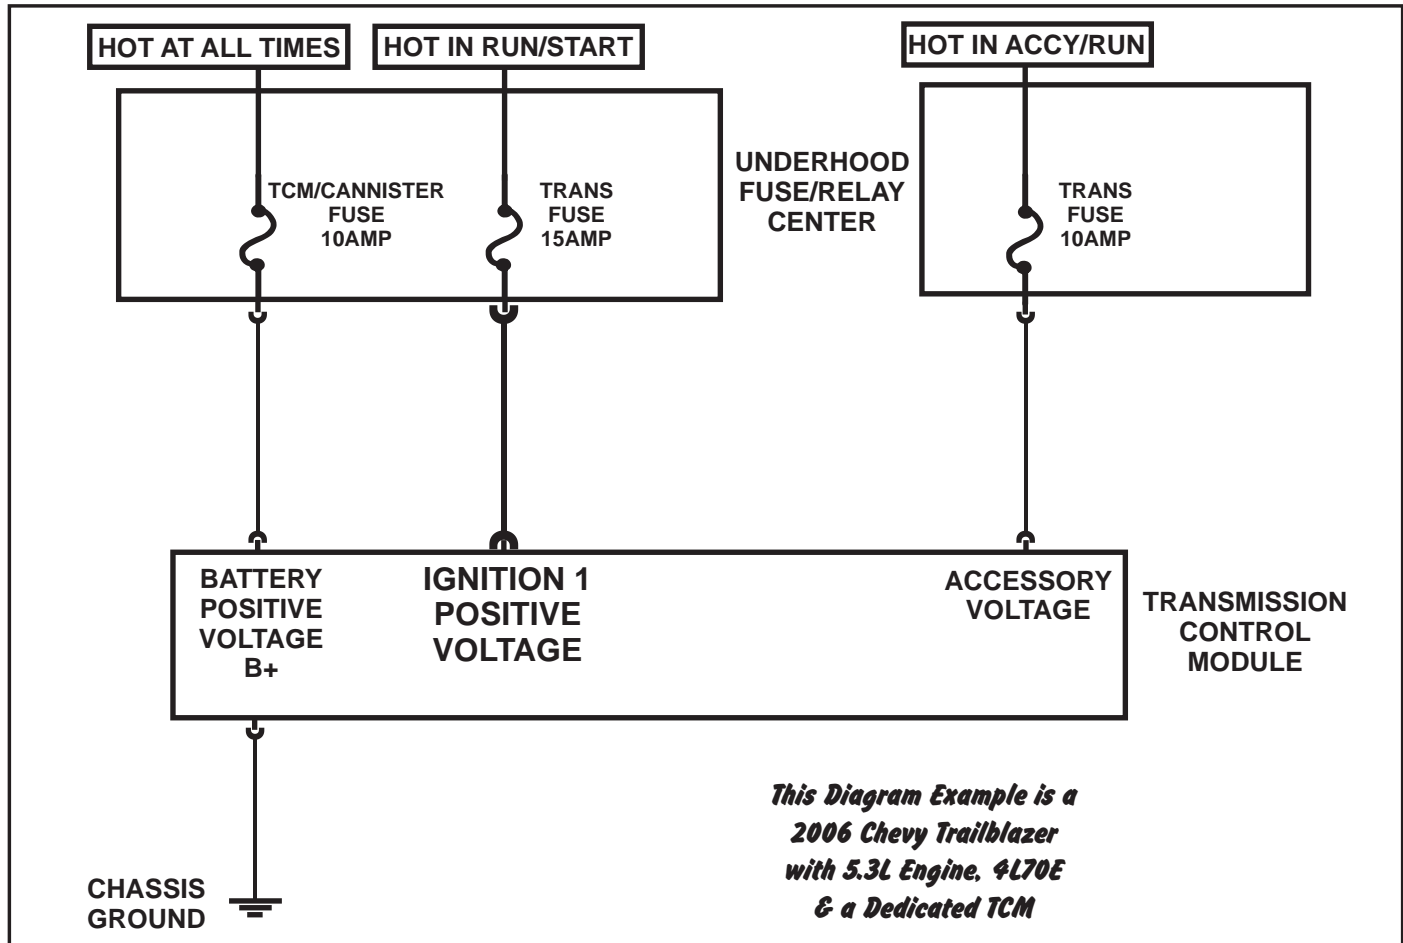 HOT AT ALL TIMES
HOT IN RUN/START
HOT IN ACCY/RUN
TCM/CANNISTER
FUSE
10AMP
TRANS
FUSE
15AMP
UNDERHOOD
FUSE/RELAY
CENTER
TRANS
FUSE
10AMP
BATTERY
POSITIVE
VOLTAGE
B+
IGNITION 1
POSITIVE
VOLTAGE
ACCESSORY
VOLTAGE
TRANSMISSION
CONTROL
MODULE
CHASSIS
GROUND
This Diagram Example is a
2006 Chevy Trailblazer
with 5.3L Engine, 4L70E
& a Dedicated TCM